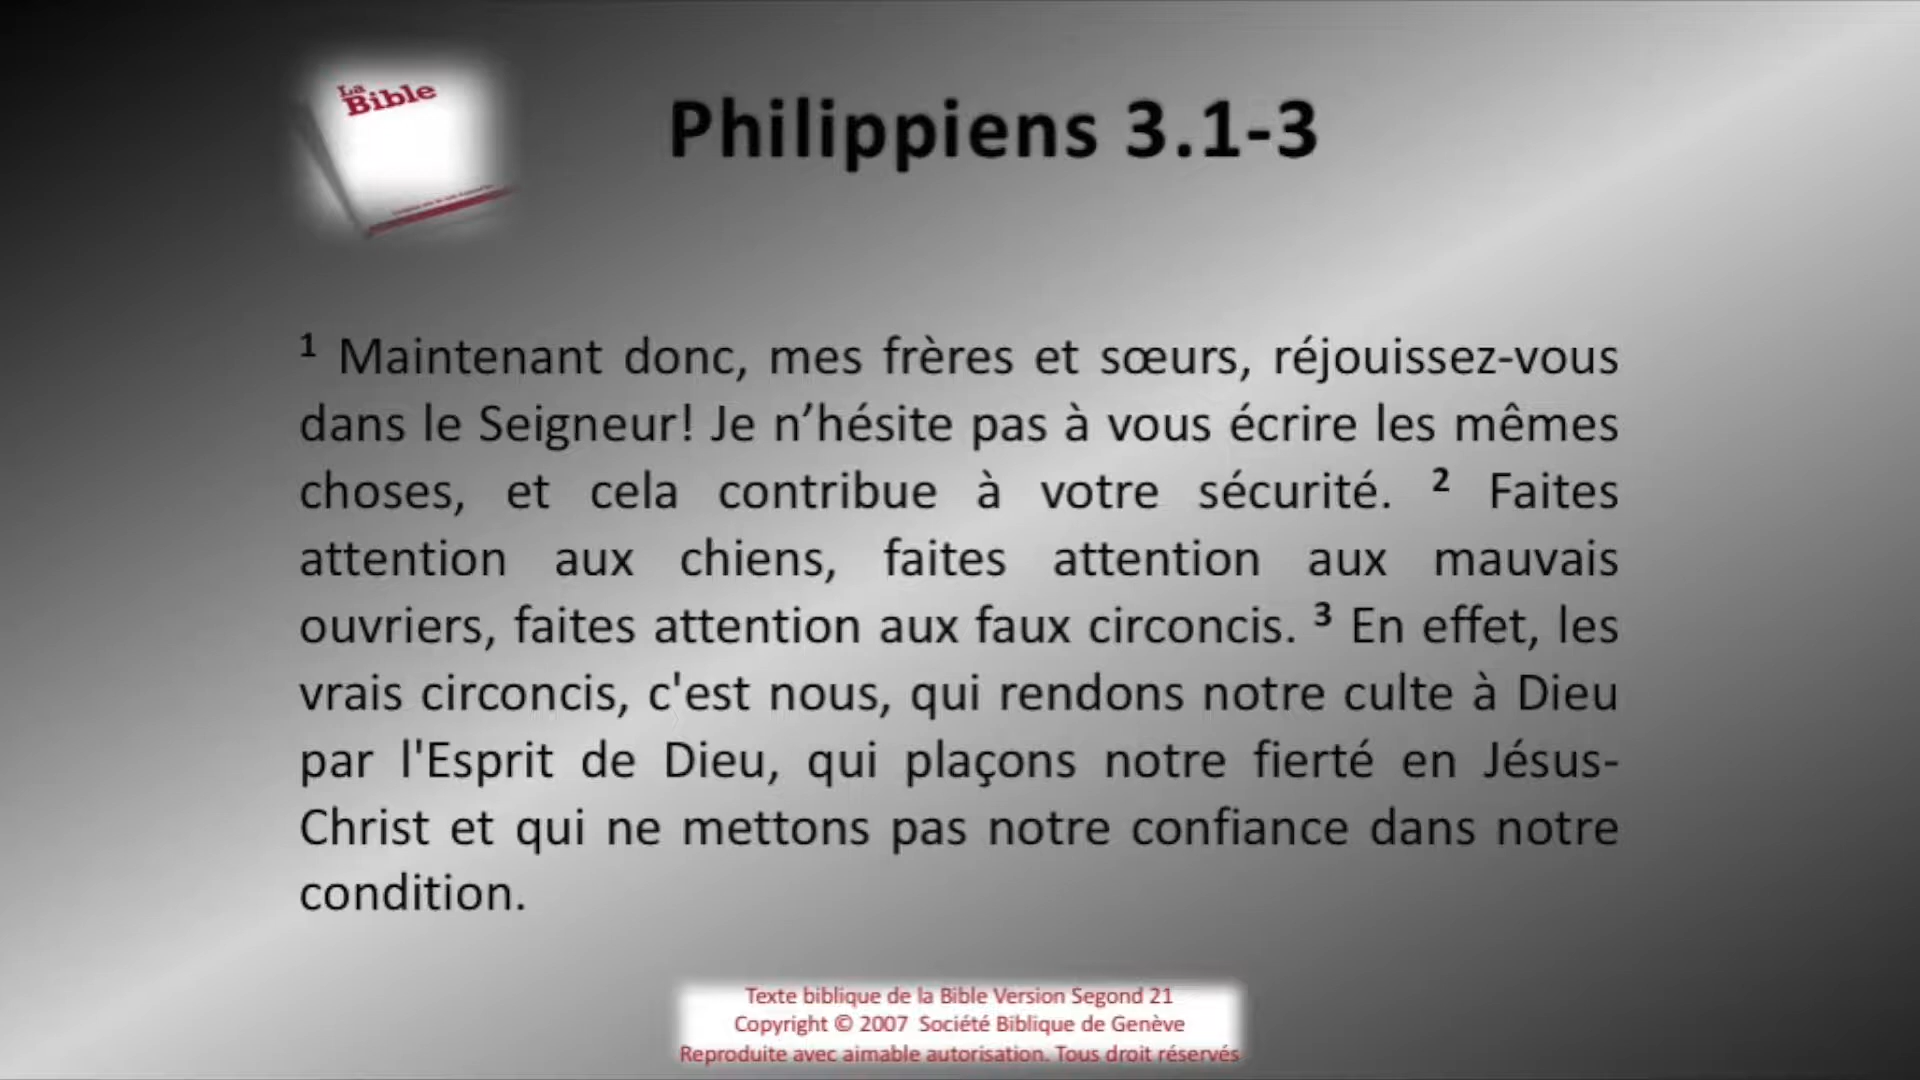 La
Bible
Philippiens 3.1-3
1 Maintenant donc, mes frères et sœurs, réjouissez-vous
dans le Seigneur! Je n’hésite pas à vous écrire les mêmes
choses, et cela contribue à votre sécurité. 2 Faites
attention aux chiens, faites attention aux mauvais
ouvriers, faites attention aux faux circoncis. 3 En effet, les
vrais circoncis, c'est nous, qui rendons notre culte à Dieu
par l'Esprit de Dieu, qui plaçons notre fierté en Jésus-
Christ et qui ne mettons pas notre confiance dans notre
condition.
Texte biblique de la Bible Version Segond 21
Copyright © 2007 Société Biblique de Genève
Reproduite avec aimable autorisation. Tous droit réservés